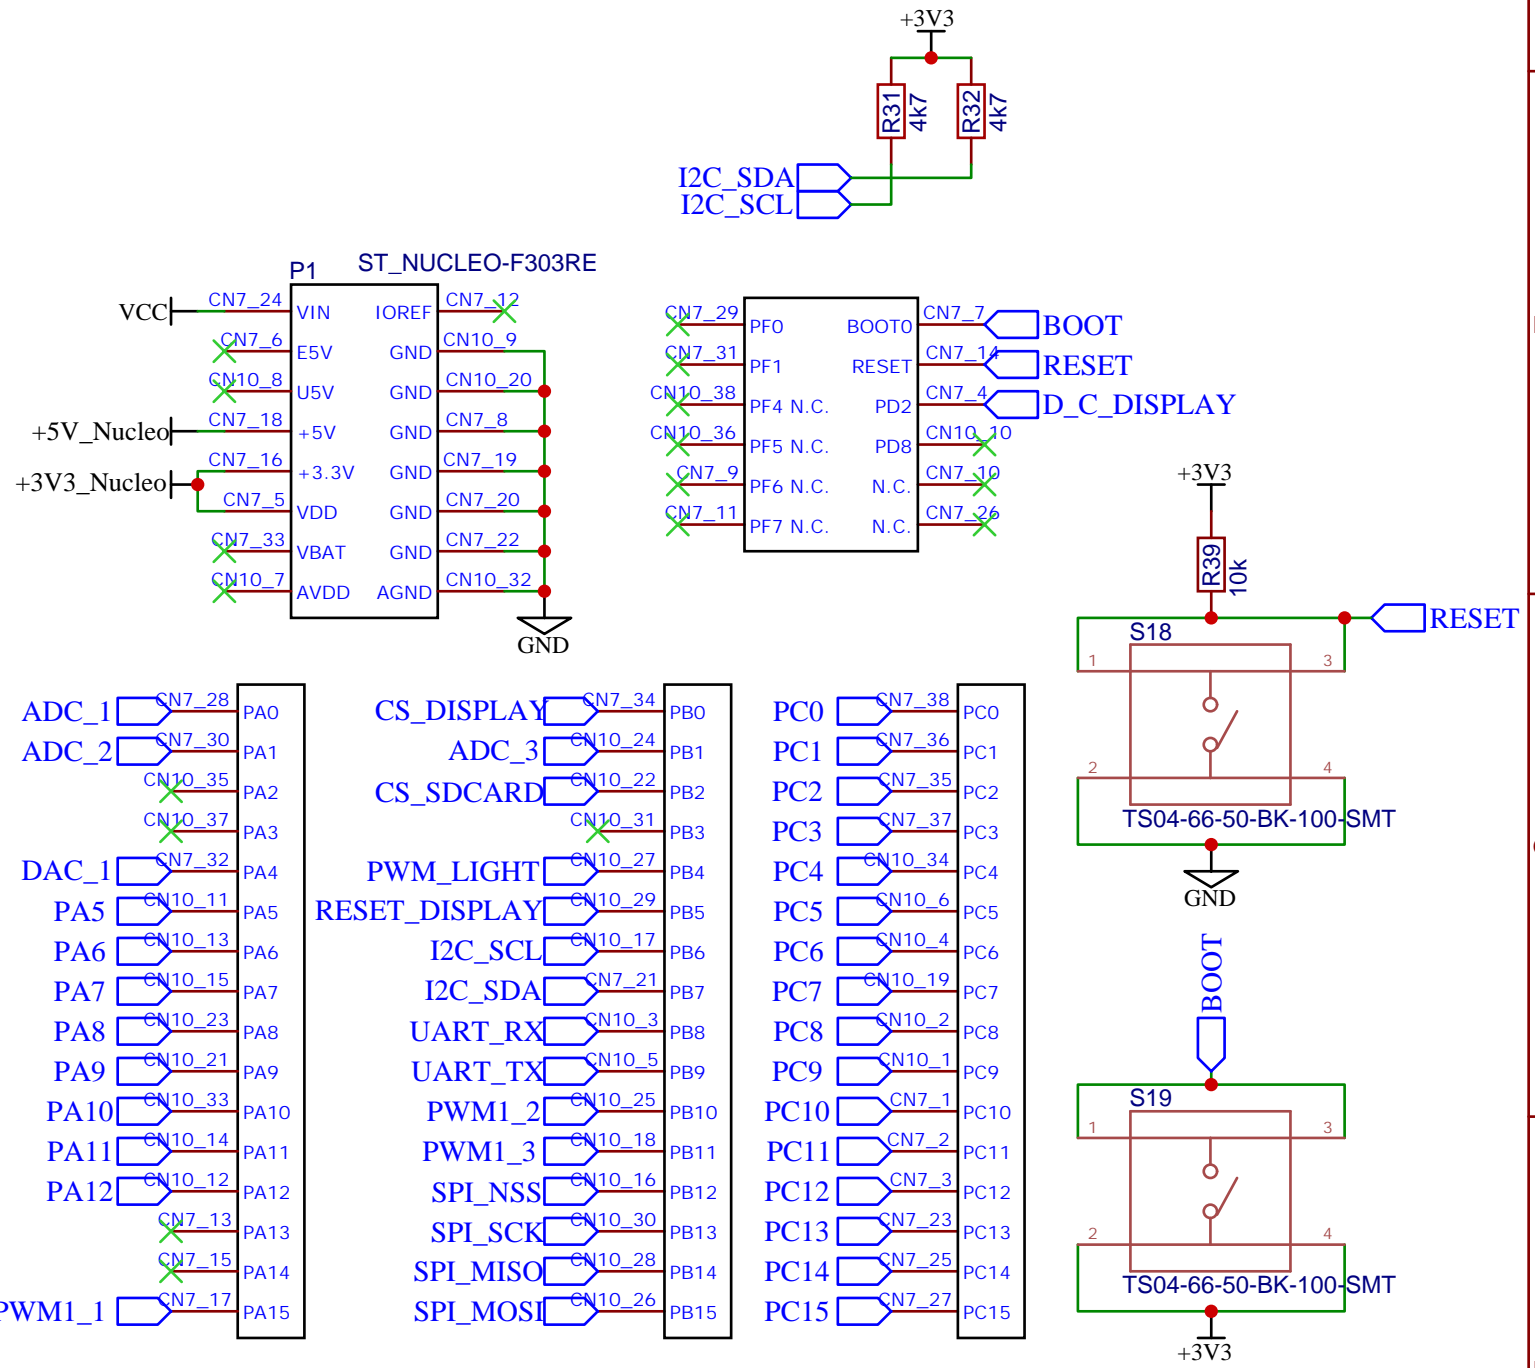 +3V3
R31
4k7
R32
4k7
I2C_SDA
I2C_SCL
P1
ST_NUCLEO-F303RE
VCC CN7_24 VIN IOREF CN7_12
CN7_6 E5V GND CN10_9
CN10_8 U5V GND CN10_20
+5V_Nucleo CN7_18 +5V GND CN7_8
+3V3_Nucleo CN7_16 +3.3V GND CN7_19
CN7_5 VDD GND CN7_20
CN7_33 VBAT GND CN7_22
CN10_7 AVDD AGND CN10_32
GND
CN7_29 PF0 BOOT0 CN7_7 BOOT
CN7_31 PF1 RESET CN7_14 RESET
CN10_38 PF4 N.C. PD2 CN7_4 D_C_DISPLAY
CN10_36 PF5 N.C. PD8 CN10_10
CN7_9 PF6 N.C. N.C. CN7_10
CN7_11 PF7 N.C. N.C. CN7_26
ADC_1 CN7_28 PA0
ADC_2 CN7_30 PA1
CN10_35 PA2
CN10_37 PA3
DAC_1 CN7_32 PA4
PA5 CN10_11 PA5
PA6 CN10_13 PA6
PA7 CN10_15 PA7
PA8 CN10_23 PA8
PA9 CN10_21 PA9
PA10 CN10_33 PA10
PA11 CN10_14 PA11
PA12 CN10_12 PA12
CN7_13 PA13
CN7_15 PA14
PWM1_1 CN7_17 PA15
CS_DISPLAY CN7_34 PB0
ADC_3 CN10_24 PB1
CS_SDCARD CN10_22 PB2
CN10_31 PB3
PWM_LIGHT CN10_27 PB4
RESET_DISPLAY CN10_29 PB5
I2C_SCL CN10_17 PB6
I2C_SDA CN7_21 PB7
UART_RX CN10_3 PB8
UART_TX CN10_5 PB9
PWM1_2 CN10_25 PB10
PWM1_3 CN10_18 PB11
SPI_NSS CN10_16 PB12
SPI_SCK CN10_30 PB13
SPI_MISO CN10_28 PB14
SPI_MOSI CN10_26 PB15
PC0 CN7_38 PC0
PC1 CN7_36 PC1
PC2 CN7_35 PC2
PC3 CN7_37 PC3
PC4 CN10_34 PC4
PC5 CN10_6 PC5
PC6 CN10_4 PC6
PC7 CN10_19 PC7
PC8 CN10_2 PC8
PC9 CN10_1 PC9
PC10 CN7_1 PC10
PC11 CN7_2 PC11
PC12 CN7_3 PC12
PC13 CN7_23 PC13
PC14 CN7_25 PC14
PC15 CN7_27 PC15
+3V3
R39
10k
RESET
S18
1 3
2 4
TS04-66-50-BK-100-SMT
GND
BOOT
S19
1 3
2 4
TS04-66-50-BK-100-SMT
+3V3